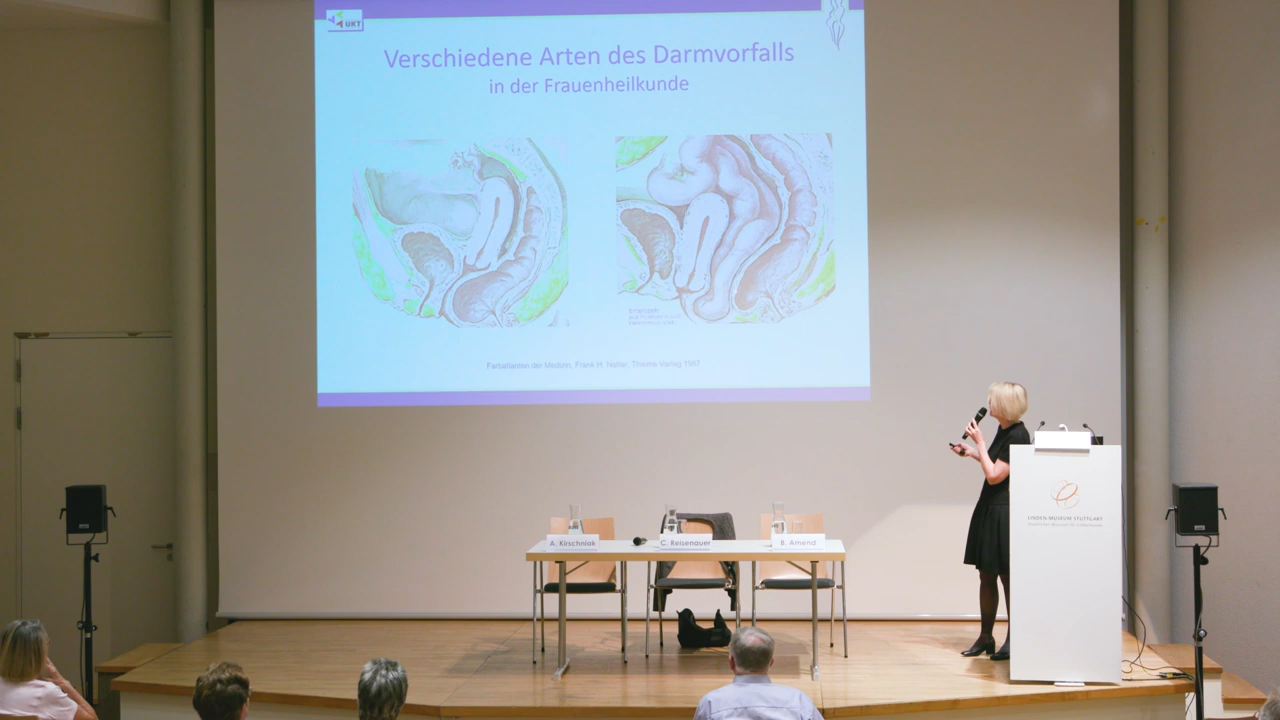 UKT
Verschiedene Arten des Darmvorfalls
in der Frauenheilkunde
Farbatlanten der Medizin, Frank H. Netter, Thieme Verlag 1987
LINDEN-MUSEUM STUTTGART
A. Kirschniak
C. Reisenauer
B. Amend